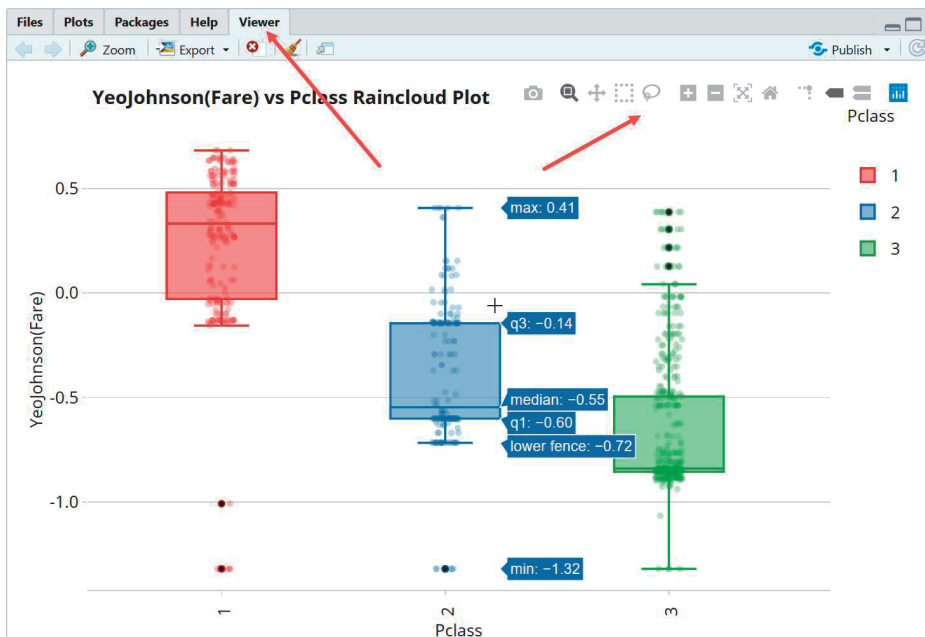 Files Plots Packages Help Viewer
Zoom Export Publish
YeoJohnson(Fare) vs Pclass Raincloud Plot
Pclass
1
2
3
max: 0.41
q3: −0.14
median: −0.55
q1: −0.60
lower fence: −0.72
min: −1.32
0.5
0.0
-0.5
-1.0
YeoJohnson(Fare)
1 2 3
Pclass